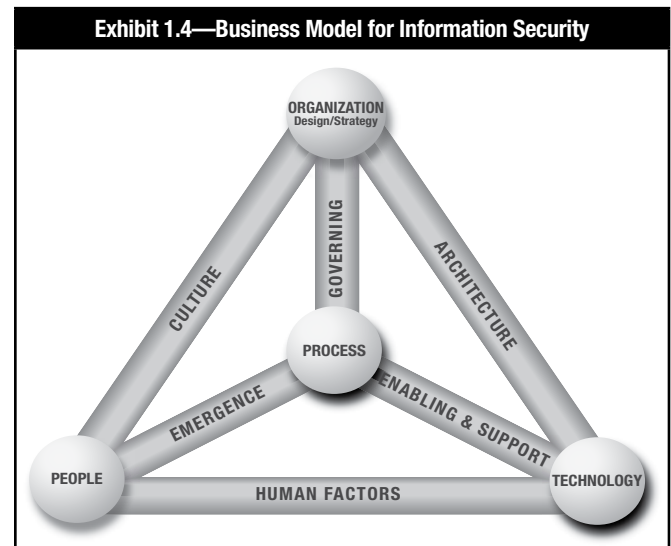 Exhibit 1.4—Business Model for Information Security
ORGANIZATION
Design/Strategy
GOVERNING
CULTURE
ARCHITECTURE
PROCESS
EMERGENCE
ENABLING & SUPPORT
PEOPLE
TECHNOLOGY
HUMAN FACTORS